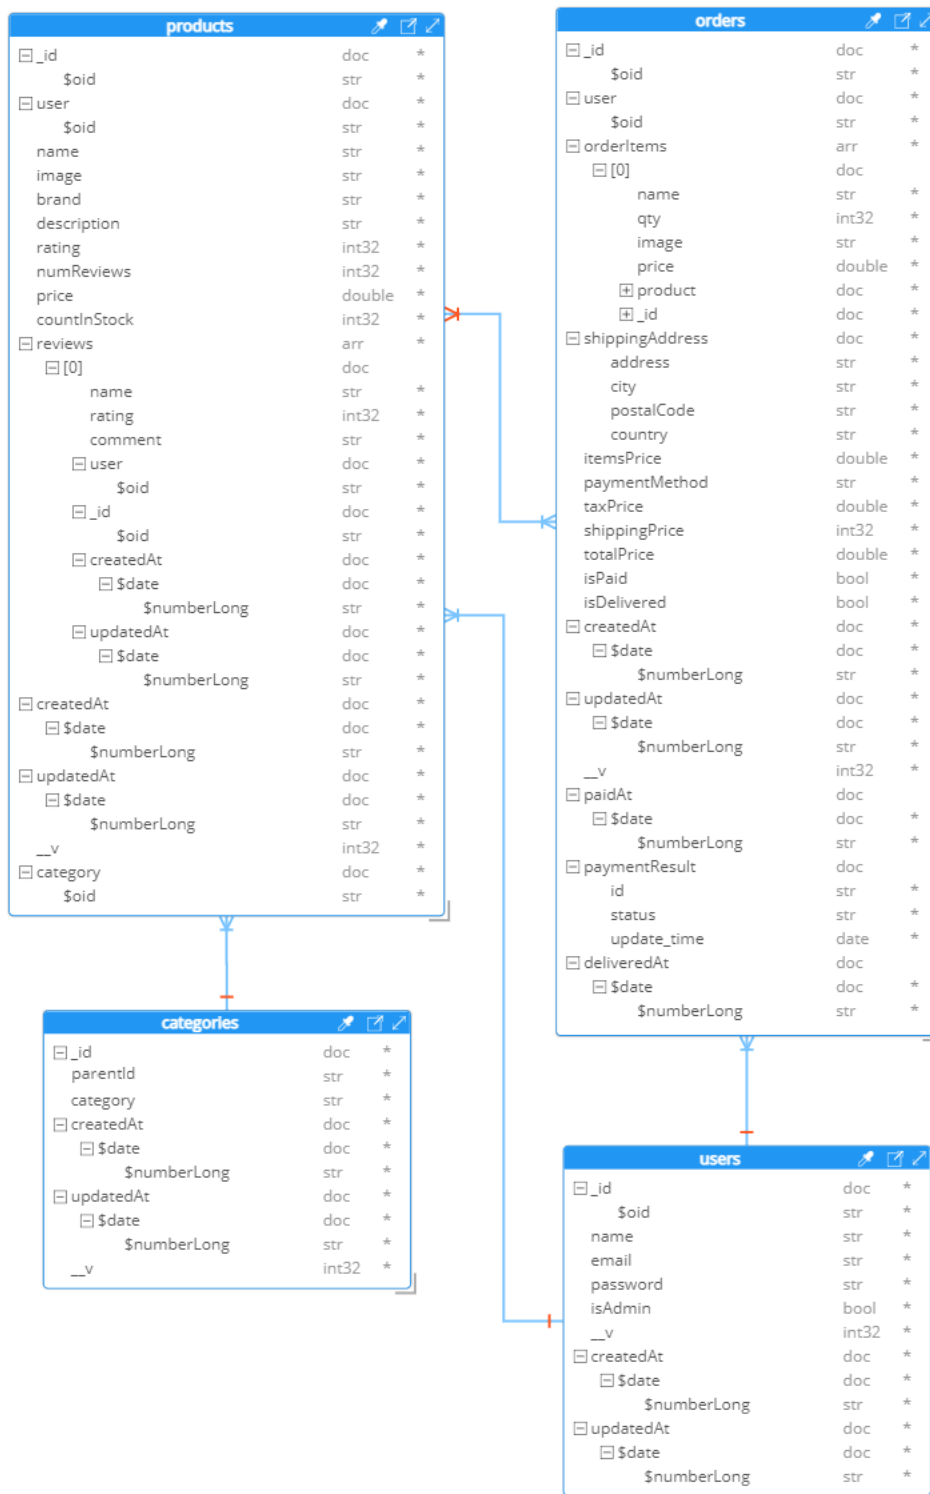 products
_id doc *
$oid str *
user doc *
$oid str *
name str *
image str *
brand str *
description str *
rating int32 *
numReviews int32 *
price double *
countInStock int32 *
reviews arr *
[0] doc
name str *
rating int32 *
comment str *
user doc *
$oid str *
_id doc *
$oid str *
createdAt doc *
$date doc *
$numberLong str *
updatedAt doc *
$date doc *
$numberLong str *
createdAt doc *
$date doc *
$numberLong str *
updatedAt doc *
$date doc *
$numberLong str *
__v int32 *
category doc *
$oid str *
orders
_id doc *
$oid str *
user doc *
$oid str *
orderItems arr *
[0] doc
name str *
qty int32 *
image str *
price double *
product doc *
_id doc *
shippingAddress doc *
address str *
city str *
postalCode str *
country str *
itemsPrice double *
paymentMethod str *
taxPrice double *
shippingPrice int32 *
totalPrice double *
isPaid bool *
isDelivered bool *
createdAt doc *
$date doc *
$numberLong str *
updatedAt doc *
$date doc *
$numberLong str *
__v int32 *
paidAt doc
$date doc *
$numberLong str *
paymentResult doc
id str *
status str *
update_time date *
deliveredAt doc
$date doc *
$numberLong str *
categories
_id doc *
parentId str *
category str *
createdAt doc *
$date doc *
$numberLong str *
updatedAt doc *
$date doc *
$numberLong str *
__v int32 *
users
_id doc *
$oid str *
name str *
email str *
password str *
isAdmin bool *
__v int32 *
createdAt doc *
$date doc *
$numberLong str *
updatedAt doc *
$date doc *
$numberLong str *